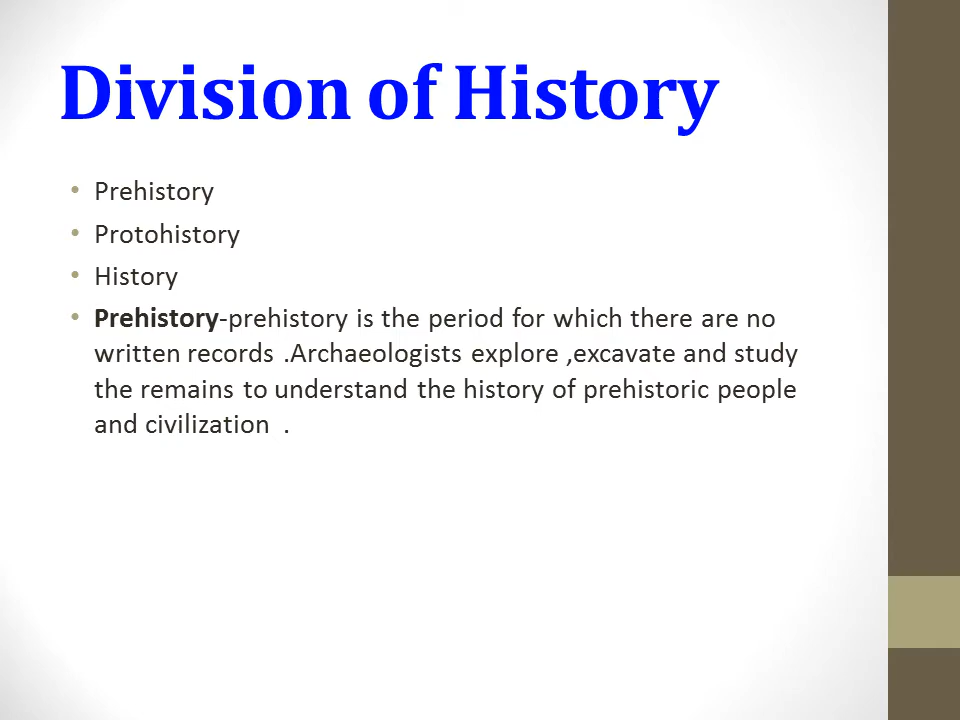 Division of History
• Prehistory
• Protohistory
• History
• Prehistory-prehistory is the period for which there are no
written records .Archaeologists explore ,excavate and study
the remains to understand the history of prehistoric people
and civilization  .